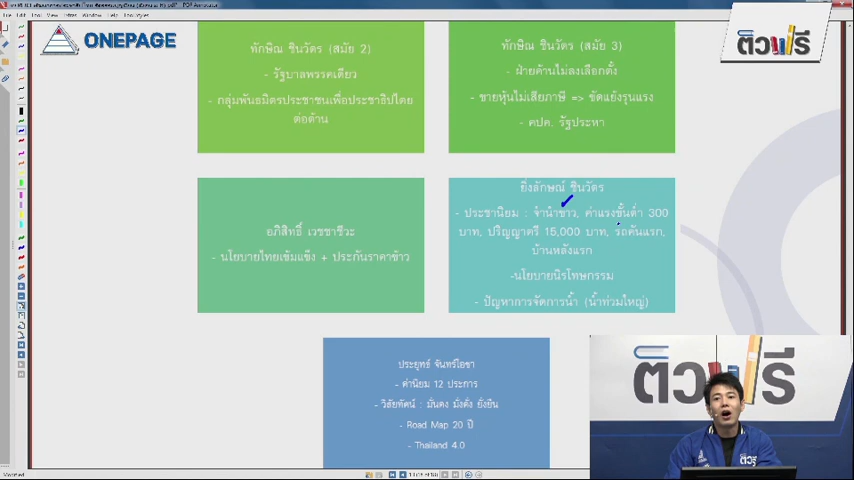 File Edit View Tools Window Help
ONEPAGE
ติวฟรี
ทักษิณ ชินวัตร (สมัย 2)
- รัฐบาลพรรคเดียว
- กลุ่มพันธมิตรประชาชนเพื่อประชาธิปไตย
ต่อต้าน
ทักษิณ ชินวัตร (สมัย 3)
- ฝ่ายค้านไม่ลงเลือกตั้ง
- ขายหุ้นไม่เสียภาษี => ขัดแย้งรุนแรง
- คปค. รัฐประหา
อภิสิทธิ์ เวชชาชีวะ
- นโยบายไทยเข้มแข็ง + ประกันราคาข้าว
ยิ่งลักษณ์ ชินวัตร
- ประชานิยม : จำนำข้าว, ค่าแรงขั้นต่ำ 300
บาท, ปริญญาตรี 15,000 บาท, รถคันแรก,
บ้านหลังแรก
-นโยบายนิรโทษกรรม
- ปัญหาการจัดการน้ำ (น้ำท่วมใหญ่)
ประยุทธ์ จันทร์โอชา
- ค่านิยม 12 ประการ
- วิสัยทัศน์ : มั่นคง มั่งคั่ง ยั่งยืน
- Road Map 20 ปี
- Thailand 4.0
ติวฟรี
ติวฟรี
Modified